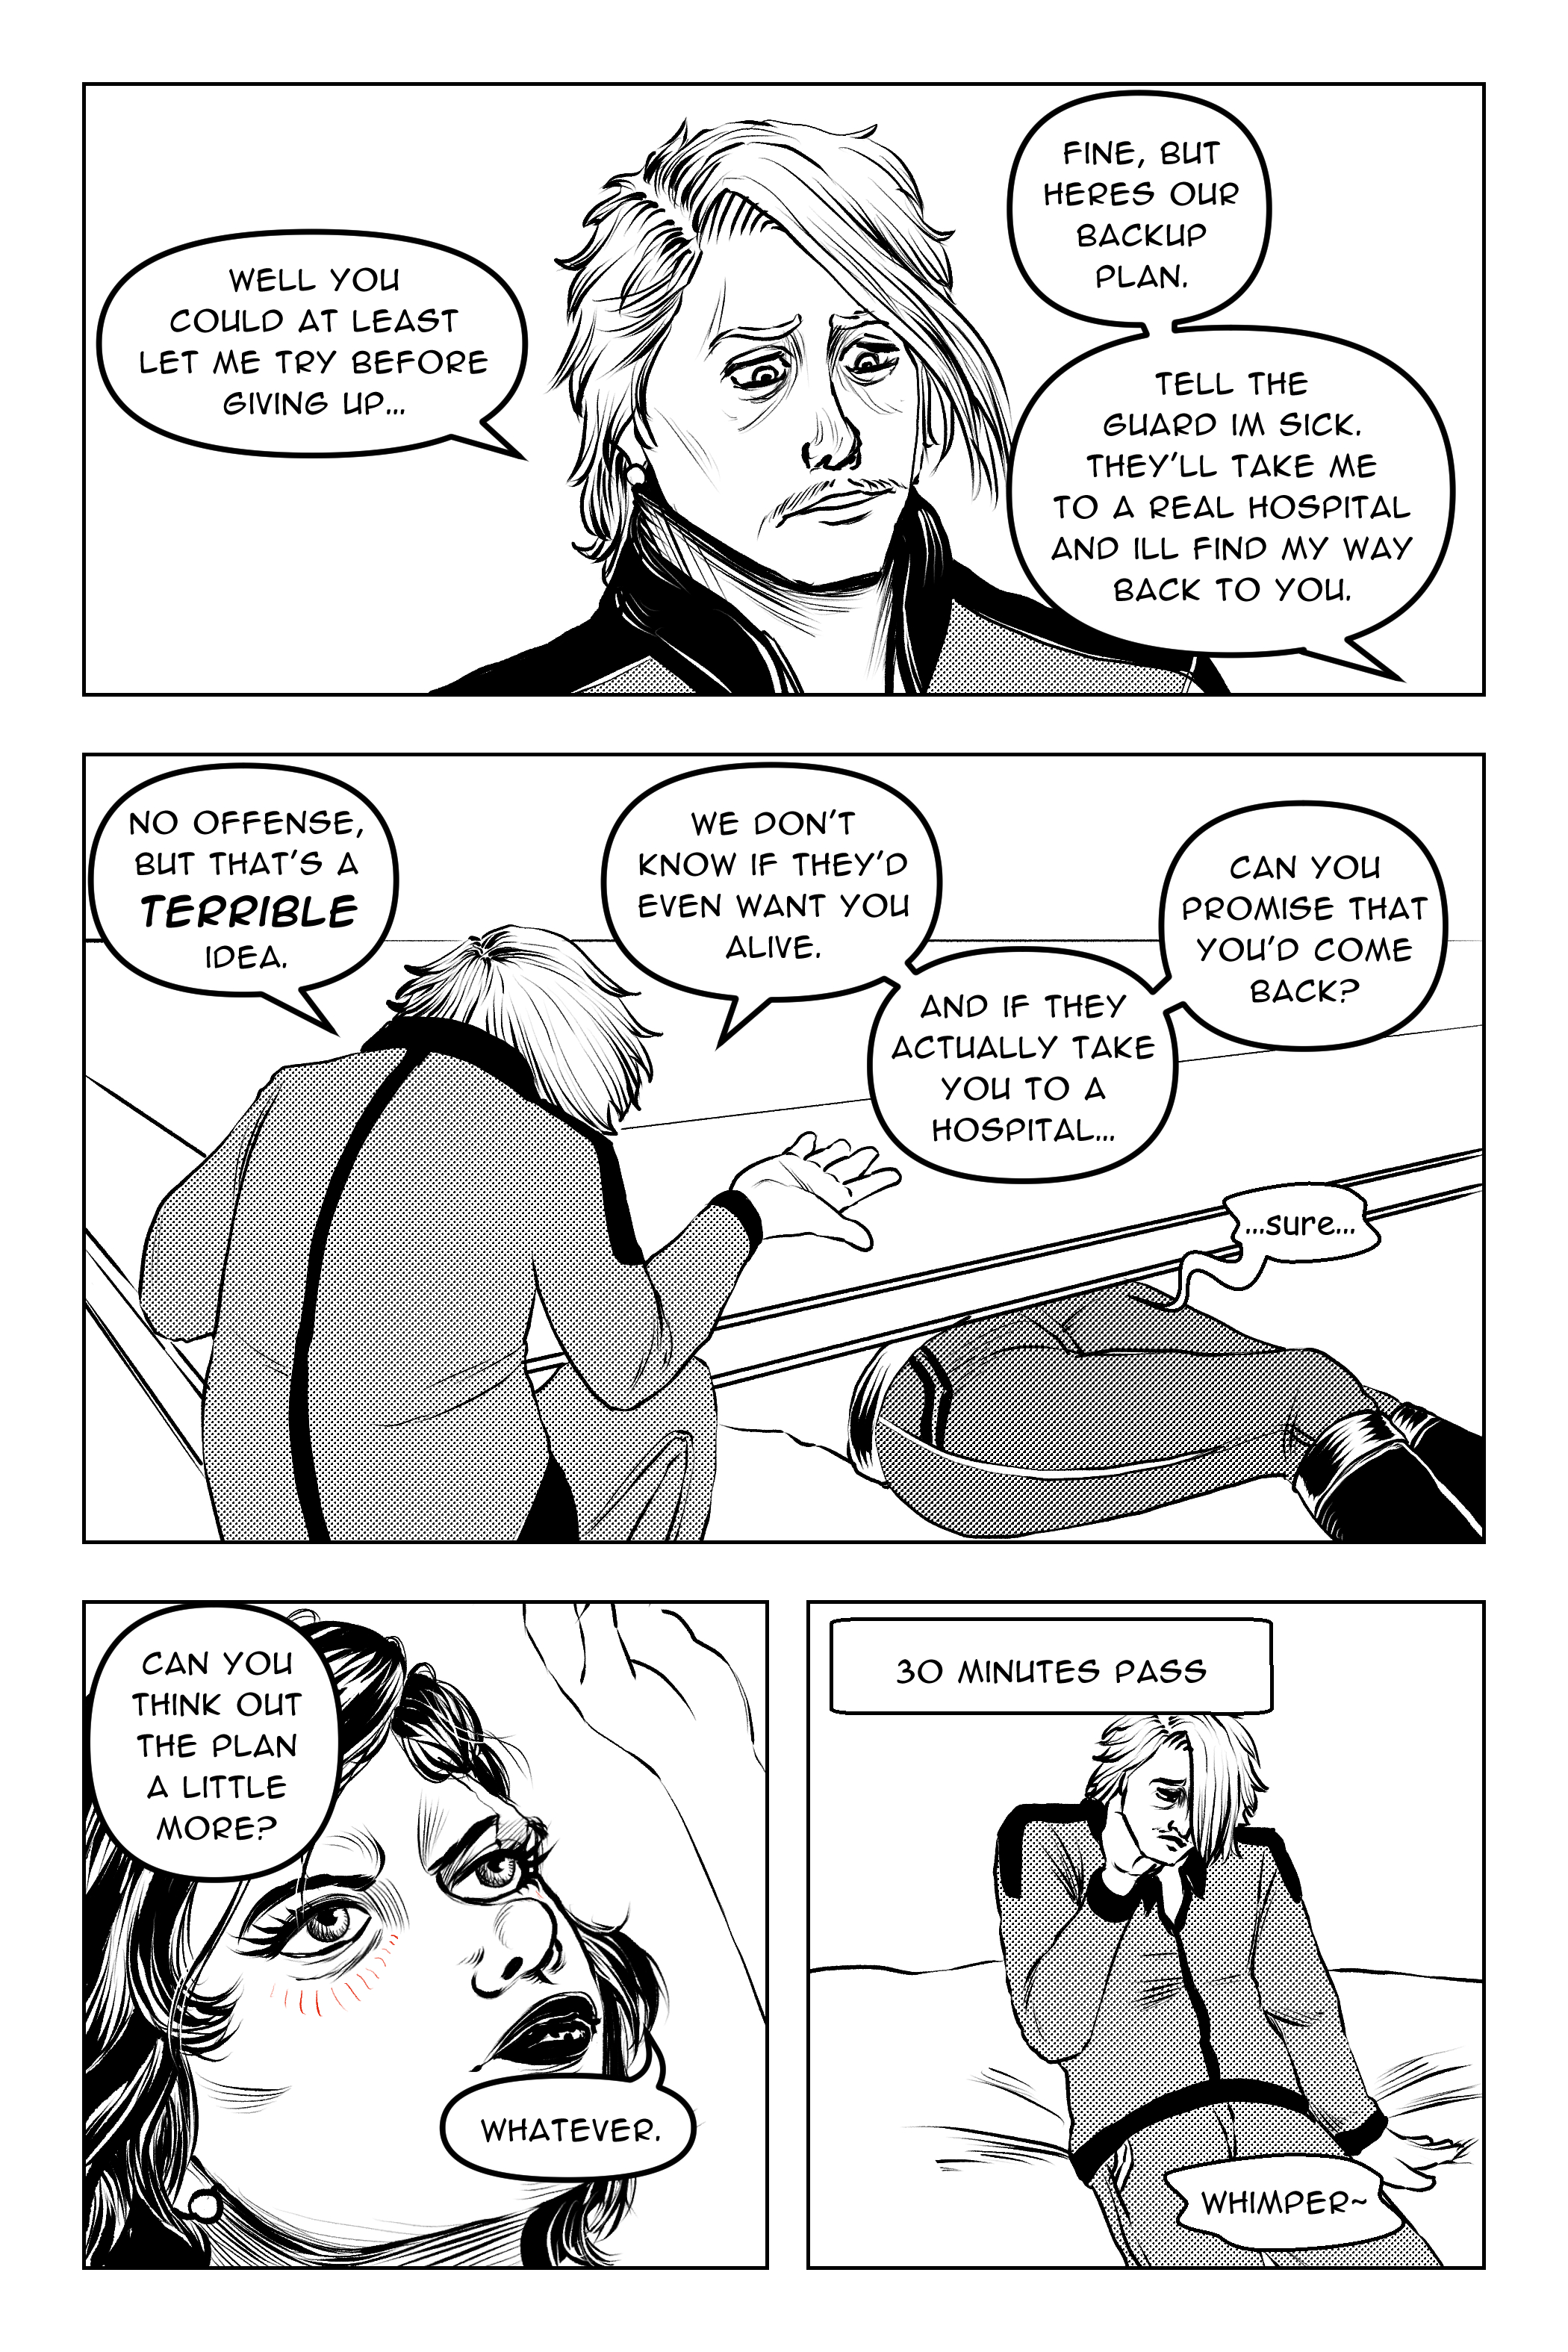 WELL YOU
COULD AT LEAST
LET ME TRY BEFORE
GIVING UP...
FINE, BUT
HERES OUR
BACKUP
PLAN.
TELL THE
GUARD IM SICK.
THEY'LL TAKE ME
TO A REAL HOSPITAL
AND ILL FIND MY WAY
BACK TO YOU.
NO OFFENSE,
BUT THAT'S A
TERRIBLE
IDEA.
WE DON'T
KNOW IF THEY'D
EVEN WANT YOU
ALIVE.
AND IF THEY
ACTUALLY TAKE
YOU TO A
HOSPITAL...
CAN YOU
PROMISE THAT
YOU'D COME
BACK?
...sure...
CAN YOU
THINK OUT
THE PLAN
A LITTLE
MORE?
WHATEVER.
30 MINUTES PASS
WHIMPER~